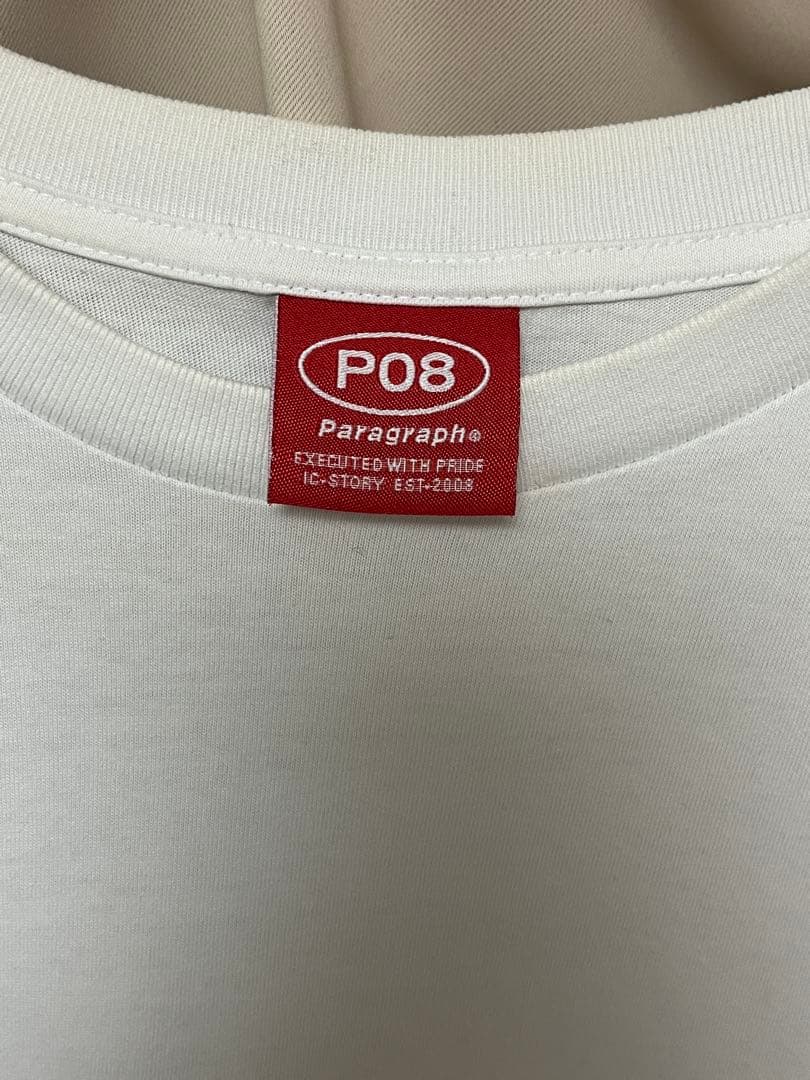 P08
Paragraph®
EXECUTED WITH PRIDE
IC-STORY EST-2008